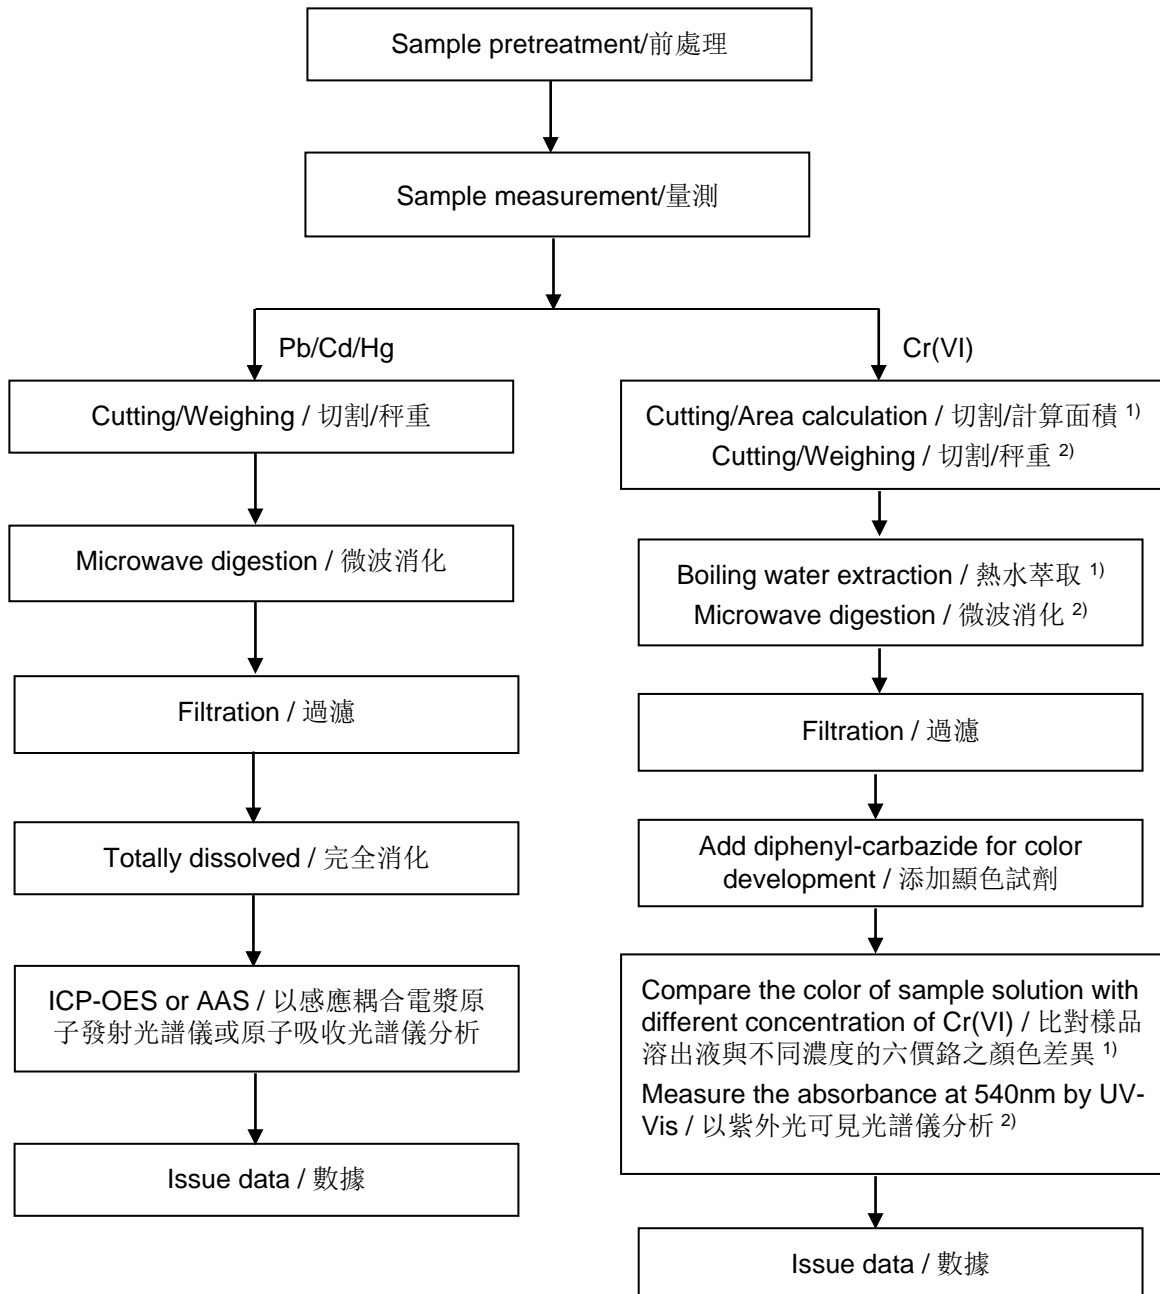 Sample pretreatment/前處理
Sample measurement/量測
Pb/Cd/Hg
Cutting/Weighing / 切割/秤重
Microwave digestion / 微波消化
Filtration / 過濾
Totally dissolved / 完全消化
ICP-OES or AAS / 以感應耦合電漿原
子發射光譜儀或原子吸收光譜儀分析
Issue data / 數據
Cr(VI)
Cutting/Area calculation / 切割/計算面積 1)
Cutting/Weighing / 切割/秤重 2)
Boiling water extraction / 熱水萃取 1)
Microwave digestion / 微波消化 2)
Filtration / 過濾
Add diphenyl-carbazide for color
development / 添加顯色試劑
Compare the color of sample solution with
different concentration of Cr(VI) / 比對樣品
溶出液與不同濃度的六價鉻之顏色差異 1)
Measure the absorbance at 540nm by UV-
Vis / 以紫外光可見光譜儀分析 2)
Issue data / 數據